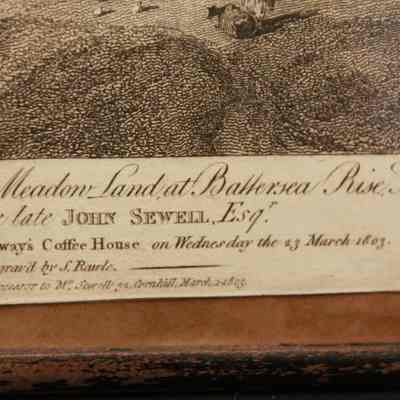 Meadow Land, at Battersea Rise,
late JOHN SEWELL, Esqr.
way's Coffee House on Wednesday the 23 March 1803.
grav'd by S. Rawle.
to Mr. Sewell 32, Cornhill, March, 1803.